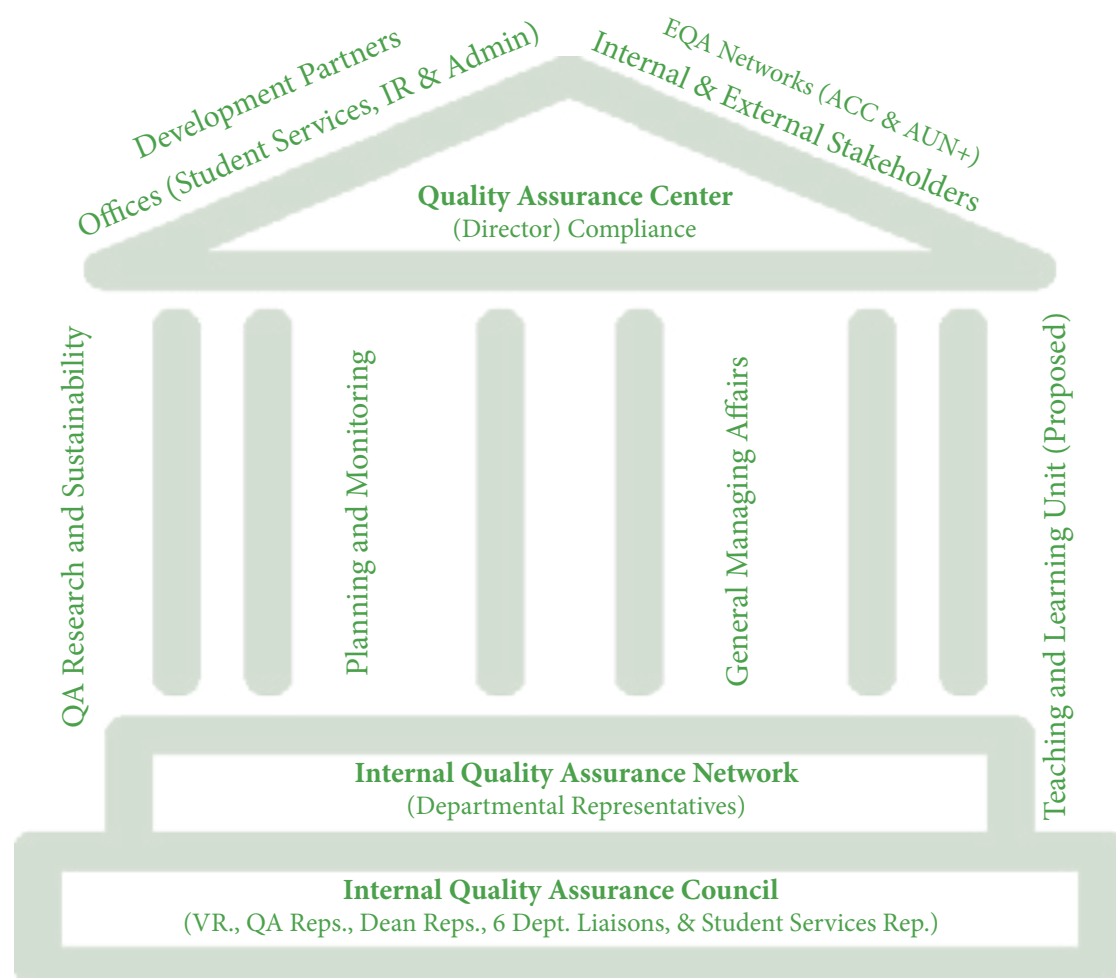 Development Partners
Offices (Student Services, IR & Admin)
EQA Networks (ACC & AUN+)
Internal & External Stakeholders
Quality Assurance Center
(Director) Compliance
QA Research and Sustainability
Planning and Monitoring
General Managing Affairs
Teaching and Learning Unit (Proposed)
Internal Quality Assurance Network
(Departmental Representatives)
Internal Quality Assurance Council
(VR., QA Reps., Dean Reps., 6 Dept. Liaisons, & Student Services Rep.)